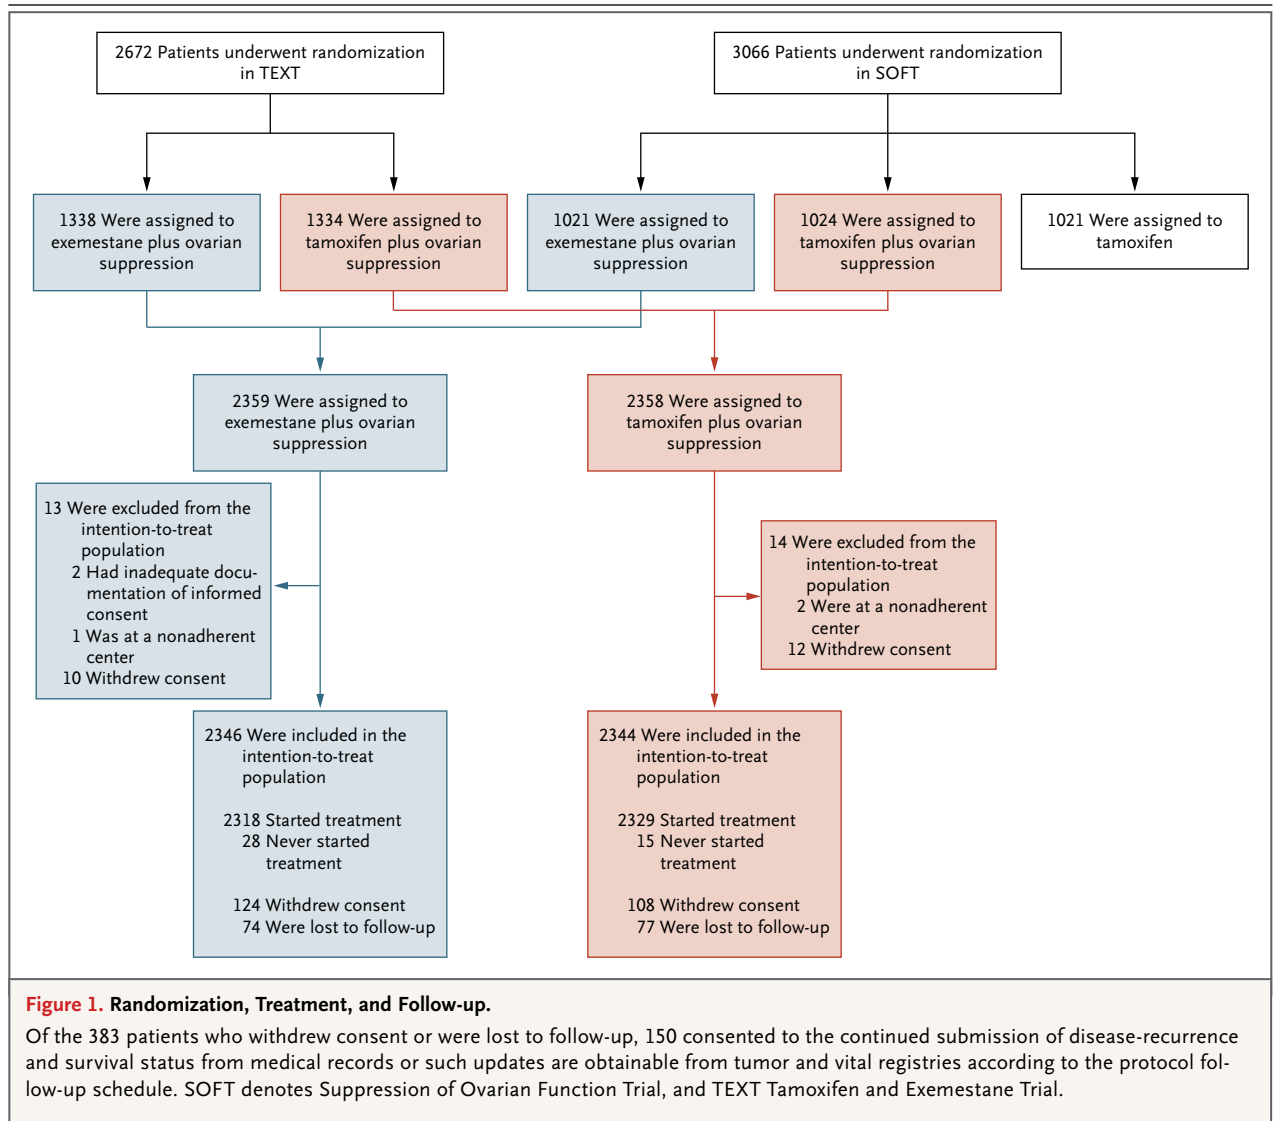 2672 Patients underwent randomization
in TEXT
3066 Patients underwent randomization
in SOFT
1338 Were assigned to
exemestane plus ovarian
suppression
1334 Were assigned to
tamoxifen plus ovarian
suppression
1021 Were assigned to
exemestane plus ovarian
suppression
1024 Were assigned to
tamoxifen plus ovarian
suppression
1021 Were assigned to
tamoxifen
2359 Were assigned to
exemestane plus ovarian
suppression
2358 Were assigned to
tamoxifen plus ovarian
suppression
13 Were excluded from the
intention-to-treat
population
2 Had inadequate docu-
mentation of informed
consent
1 Was at a nonadherent
center
10 Withdrew consent
14 Were excluded from the
intention-to-treat
population
2 Were at a nonadherent
center
12 Withdrew consent
2346 Were included in the
intention-to-treat
population
2318 Started treatment
28 Never started
treatment
124 Withdrew consent
74 Were lost to follow-up
2344 Were included in the
intention-to-treat
population
2329 Started treatment
15 Never started
treatment
108 Withdrew consent
77 Were lost to follow-up
Figure 1. Randomization, Treatment, and Follow-up.
Of the 383 patients who withdrew consent or were lost to follow-up, 150 consented to the continued submission of disease-recurrence
and survival status from medical records or such updates are obtainable from tumor and vital registries according to the protocol fol-
low-up schedule. SOFT denotes Suppression of Ovarian Function Trial, and TEXT Tamoxifen and Exemestane Trial.